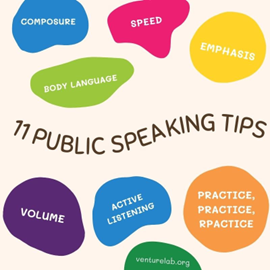 COMPOSURE
SPEED
EMPHASIS
BODY LANGUAGE
11 PUBLIC SPEAKING TIPS
VOLUME
ACTIVE
LISTENING
PRACTICE,
PRACTICE,
RPACTICE
venturelab.org